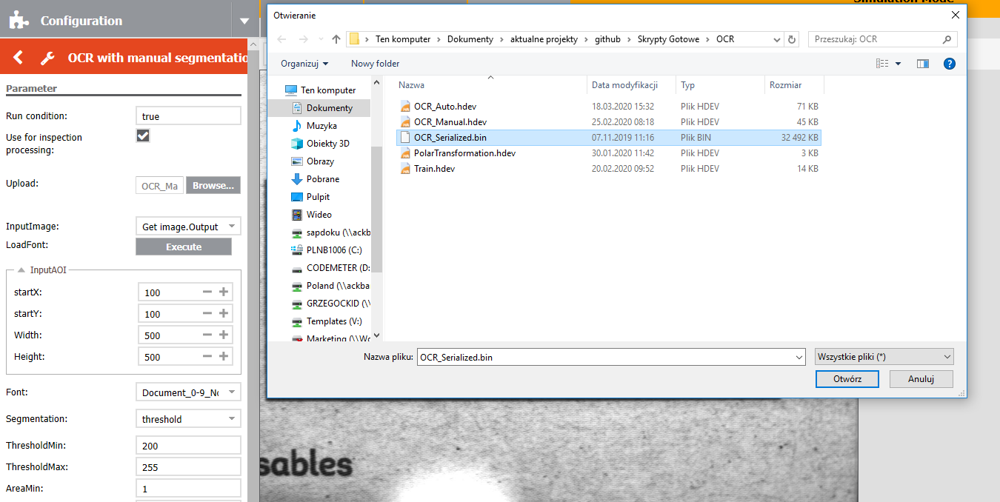 Configuration
OCR with manual segmentatio
Parameter
Run condition:
true
Use for inspection
processing:
Upload:
OCR_Ma
Browse...
InputImage:
Get image.Output
LoadFont:
Execute
InputAOI
startX:
100
startY:
100
Width:
500
Height:
500
Font:
Document_0-9_No
Segmentation:
threshold
ThresholdMin:
200
ThresholdMax:
255
AreaMin:
1
Simulation Mode
Otwieranie
Ten komputer
Dokumenty
aktualne projekty
github
Skrypty Gotowe
OCR
Przeszukaj: OCR
Organizuj
Nowy folder
Ten komputer
Dokumenty
Muzyka
Obiekty 3D
Obrazy
Pobrane
Pulpit
Wideo
sapdoku (\\ackb
PLNB1006 (C:)
CODEMETER (D:
Poland (\\ackba
GRZEGOCKID (\\
Templates (V:)
Marketing (\\Wc
Nazwa Data modyfikacji Typ Rozmiar
OCR_Auto.hdev 18.03.2020 15:32 Plik HDEV 71 KB
OCR_Manual.hdev 25.02.2020 08:18 Plik HDEV 45 KB
OCR_Serialized.bin 07.11.2019 11:16 Plik BIN 32 492 KB
PolarTransformation.hdev 30.01.2020 11:42 Plik HDEV 3 KB
Train.hdev 20.02.2020 09:52 Plik HDEV 14 KB
Nazwa pliku:
OCR_Serialized.bin
Wszystkie pliki (*)
Otwórz
Anuluj
sables